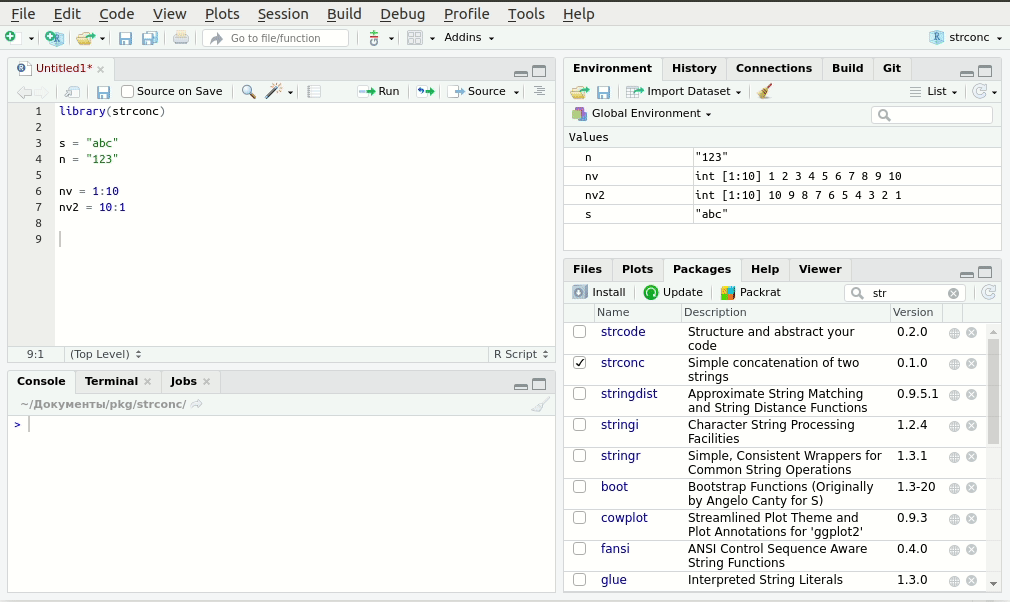 File Edit Code View Plots Session Build Debug Profile Tools Help
Go to file/function Addins strconc
Untitled1*
Source on Save Run Source
1 library(strconc)
2
3 s = "abc"
4 n = "123"
5
6 nv = 1:10
7 nv2 = 10:1
8
9
9:1 (Top Level) R Script
Console Terminal Jobs
~/Документы/pkg/strconc/
>
Environment History Connections Build Git
Import Dataset List
Global Environment
Values
n "123"
nv int [1:10] 1 2 3 4 5 6 7 8 9 10
nv2 int [1:10] 10 9 8 7 6 5 4 3 2 1
s "abc"
Files Plots Packages Help Viewer
Install Update Packrat str
Name Description Version
strcode Structure and abstract your 0.2.0
code
strconc Simple concatenation of two 0.1.0
strings
stringdist Approximate String Matching 0.9.5.1
and String Distance Functions
stringi Character String Processing 1.2.4
Facilities
stringr Simple, Consistent Wrappers for 1.3.1
Common String Operations
boot Bootstrap Functions (Originally 1.3-20
by Angelo Canty for S)
cowplot Streamlined Plot Theme and 0.9.3
Plot Annotations for 'ggplot2'
fansi ANSI Control Sequence Aware 0.4.0
String Functions
glue Interpreted String Literals 1.3.0